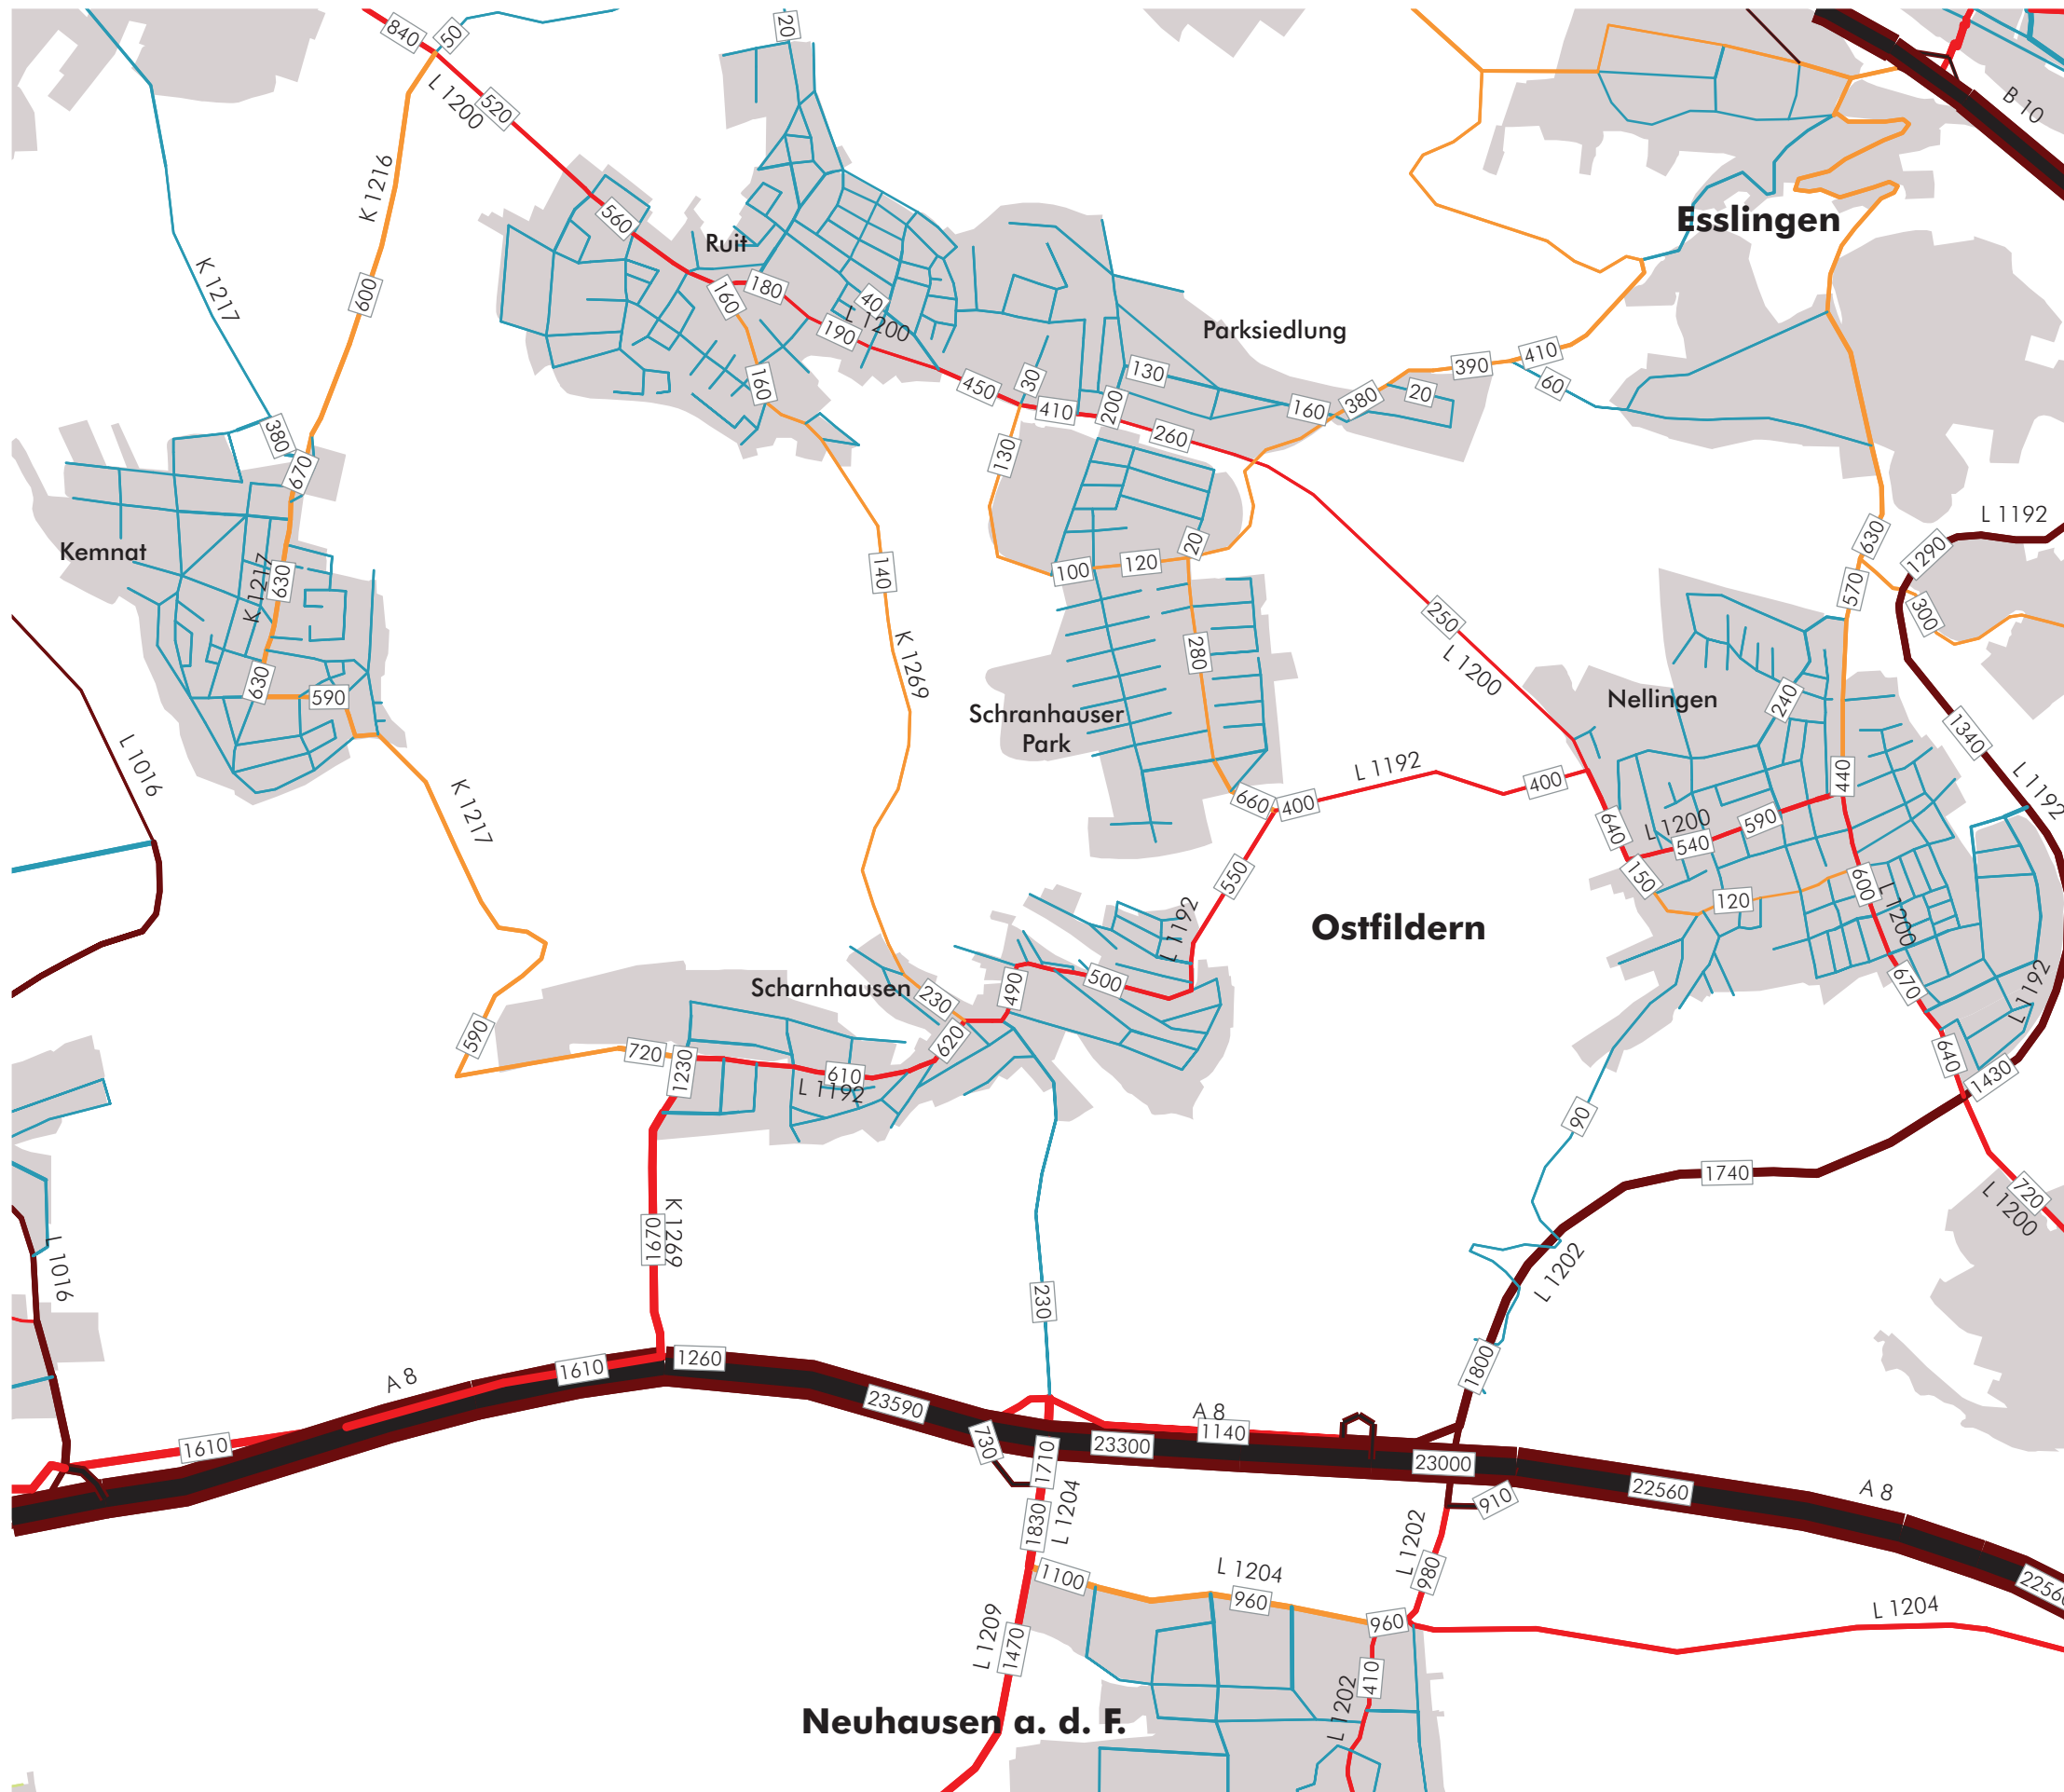 840
50
20
L 1200
520
B 10
K 1216
560
Ruit
Esslingen
K 1217
600
160
180
40
L 1200
190
Parksiedlung
410
390
130
60
160
450
30
410
200
260
160
380
20
380
670
130
L 1192
Kemnat
K 1217
630
140
100
120
20
630
1290
570
300
250
L 1200
280
K 1269
630
590
Schranhauser
Park
Nellingen
240
1340
L 1016
K 1217
L 1192
400
400
660
440
L 1192
640
L 1200
540
590
150
120
600
L 1200
550
L 1192
Ostfildern
Scharnhausen
230
490
500
670
L 1192
590
720
1230
620
610
L 1192
640
1430
90
1740
720
L 1200
K 1269
1670
L 1016
230
L 1202
1800
A 8
1610
1260
23590
A 8
1140
1610
730
1710
23300
23000
22560
A 8
910
1830
L 1204
L 1202
980
22560
1100
L 1204
960
960
L 1204
L 1209
1470
410
L 1202
Neuhausen a. d. F.